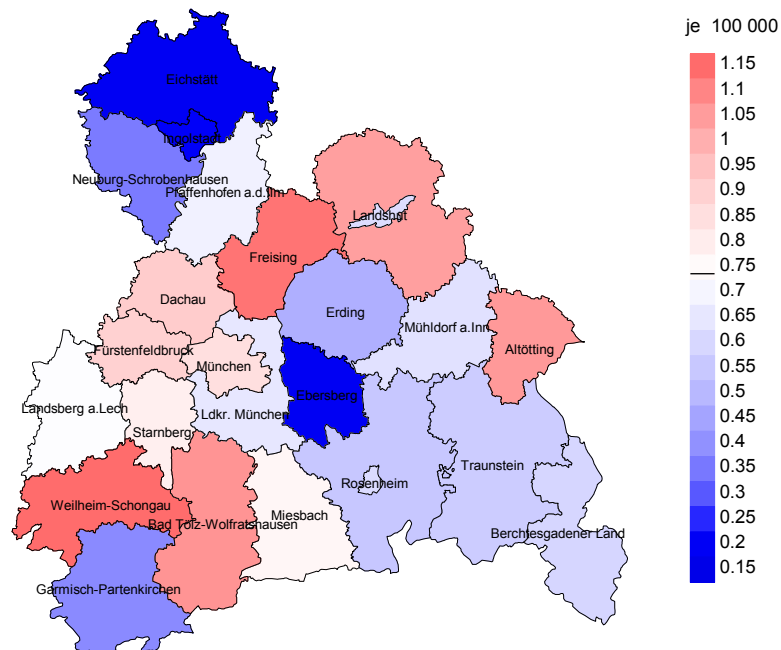 je 100 000
1.15
1.1
1.05
1
0.95
0.9
0.85
0.8
0.75
0.7
0.65
0.6
0.55
0.5
0.45
0.4
0.35
0.3
0.25
0.2
0.15
Eichstätt
Ingolstadt
Neuburg-Schrobenhausen
Pfaffenhofen a.d.Ilm
Landshut
Freising
Dachau
Erding
Mühldorf a.Inn
Altötting
Fürstenfeldbruck
München
Ebersberg
Landsberg a.Lech
Ldkr. München
Starnberg
Traunstein
Rosenheim
Weilheim-Schongau
Miesbach
Bad Tölz-Wolfratshausen
Berchtesgadener Land
Garmisch-Partenkirchen